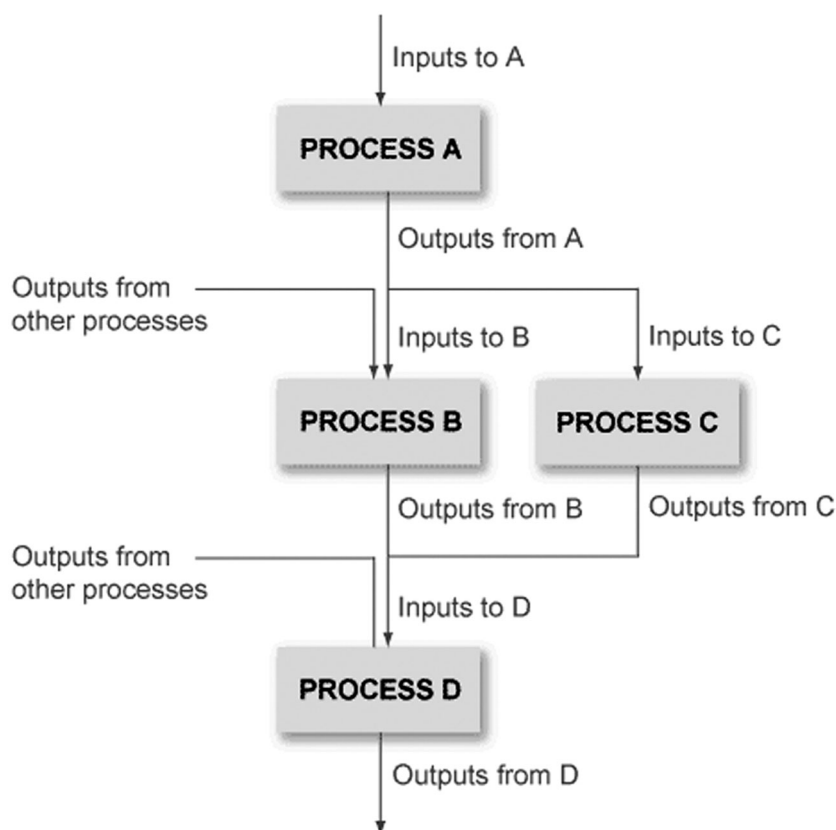 Inputs to A
PROCESS A
Outputs from A
Outputs from
other processes
Inputs to B
Inputs to C
PROCESS B
PROCESS C
Outputs from B
Outputs from C
Outputs from
other processes
Inputs to D
PROCESS D
Outputs from D